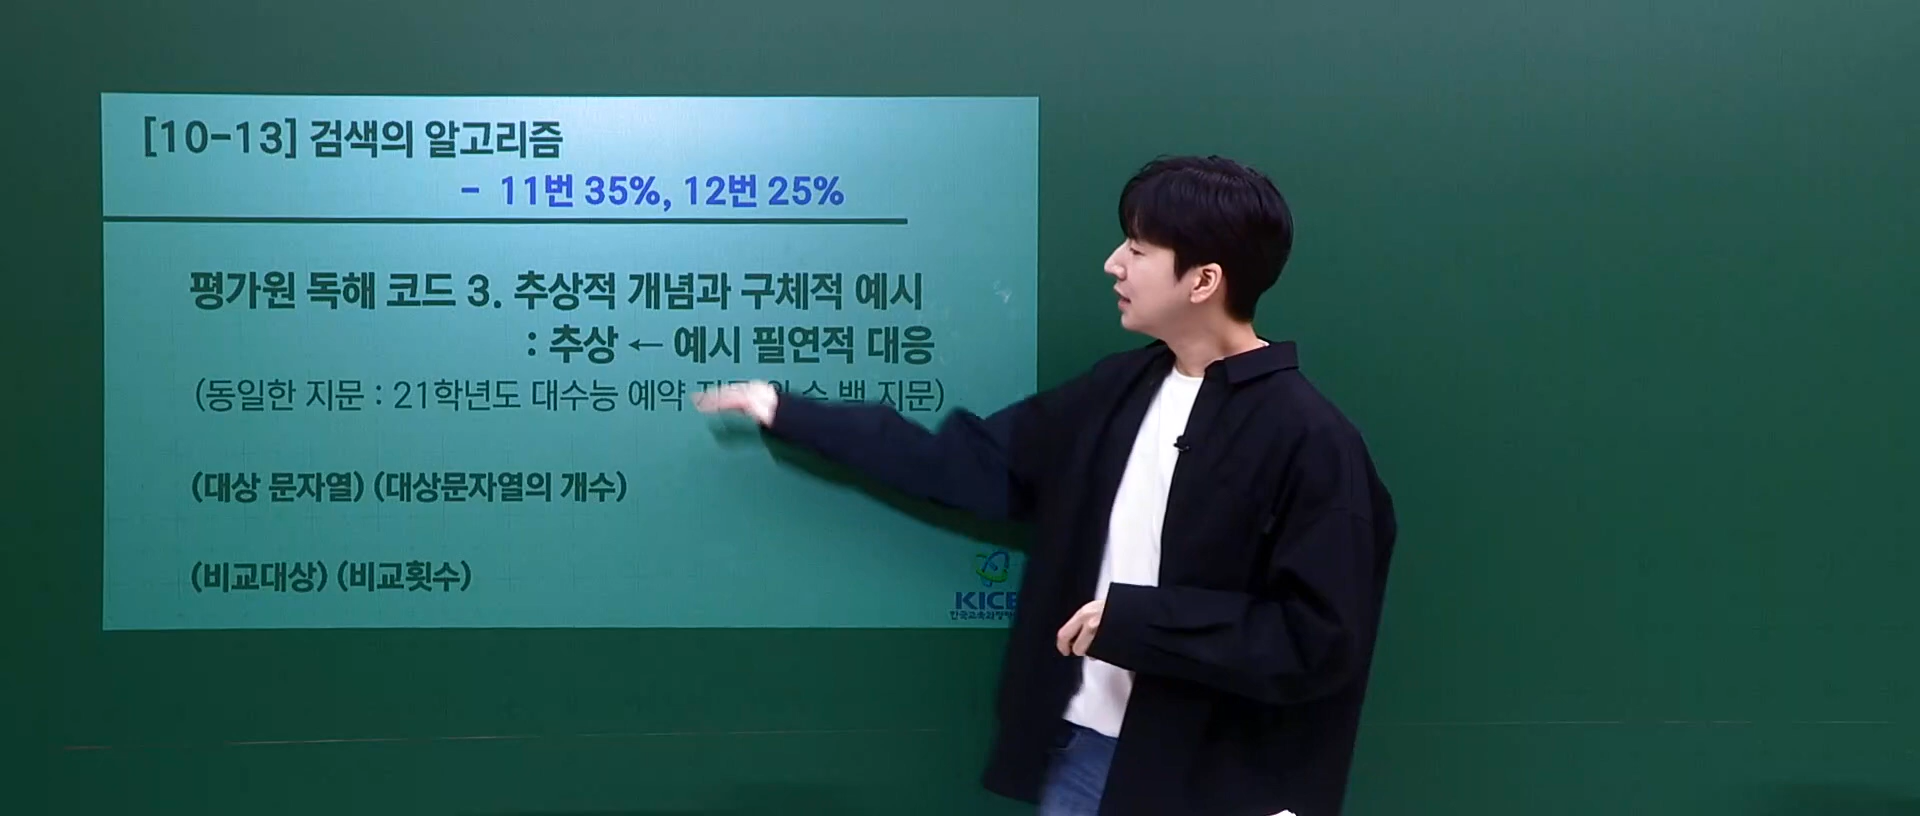 [10-13] 검색의 알고리즘
- 11번 35%, 12번 25%
평가원 독해 코드 3. 추상적 개념과 구체적 예시
: 추상 ← 예시 필연적 대응
(동일한 지문 : 21학년도 대수능 예약 수 백 지문)
(대상 문자열) (대상문자열의 개수)
(비교대상) (비교횟수)
KICE